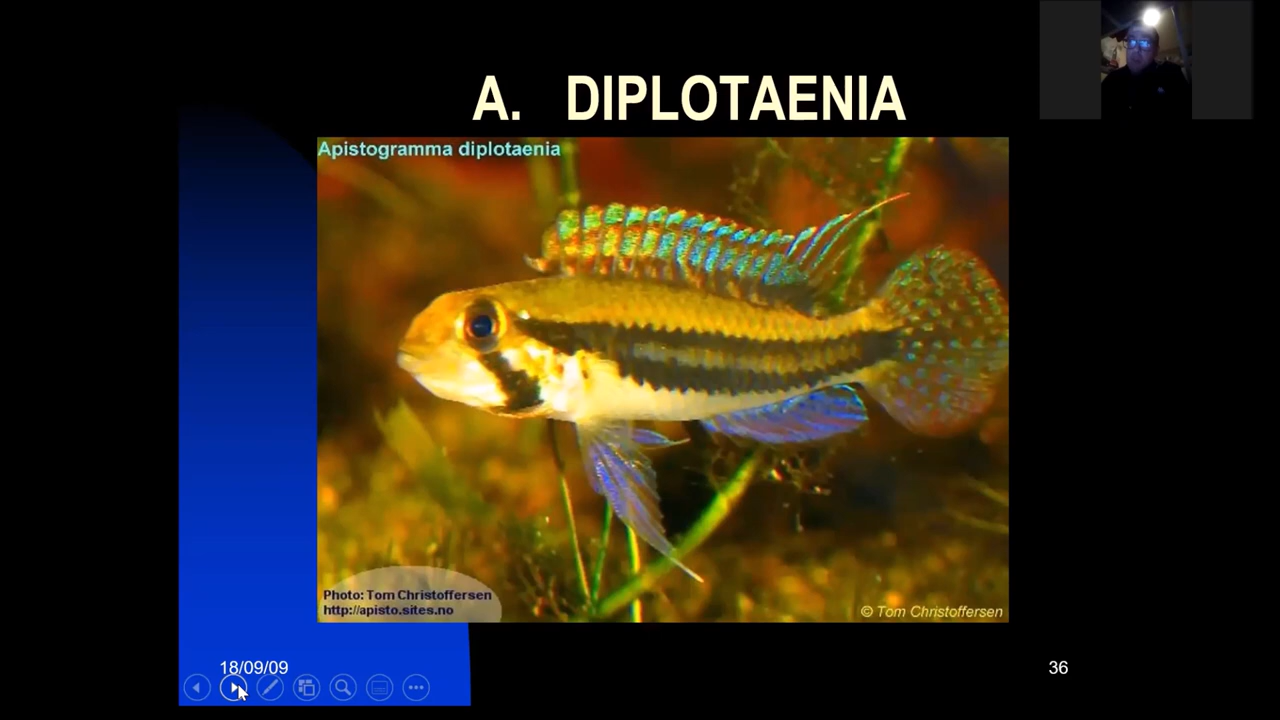 A. DIPLOTAENIA
Apistogramma diplotaenia
Photo: Tom Christoffersen
http://apisto.sites.no
© Tom Christoffersen
18/09/09
36